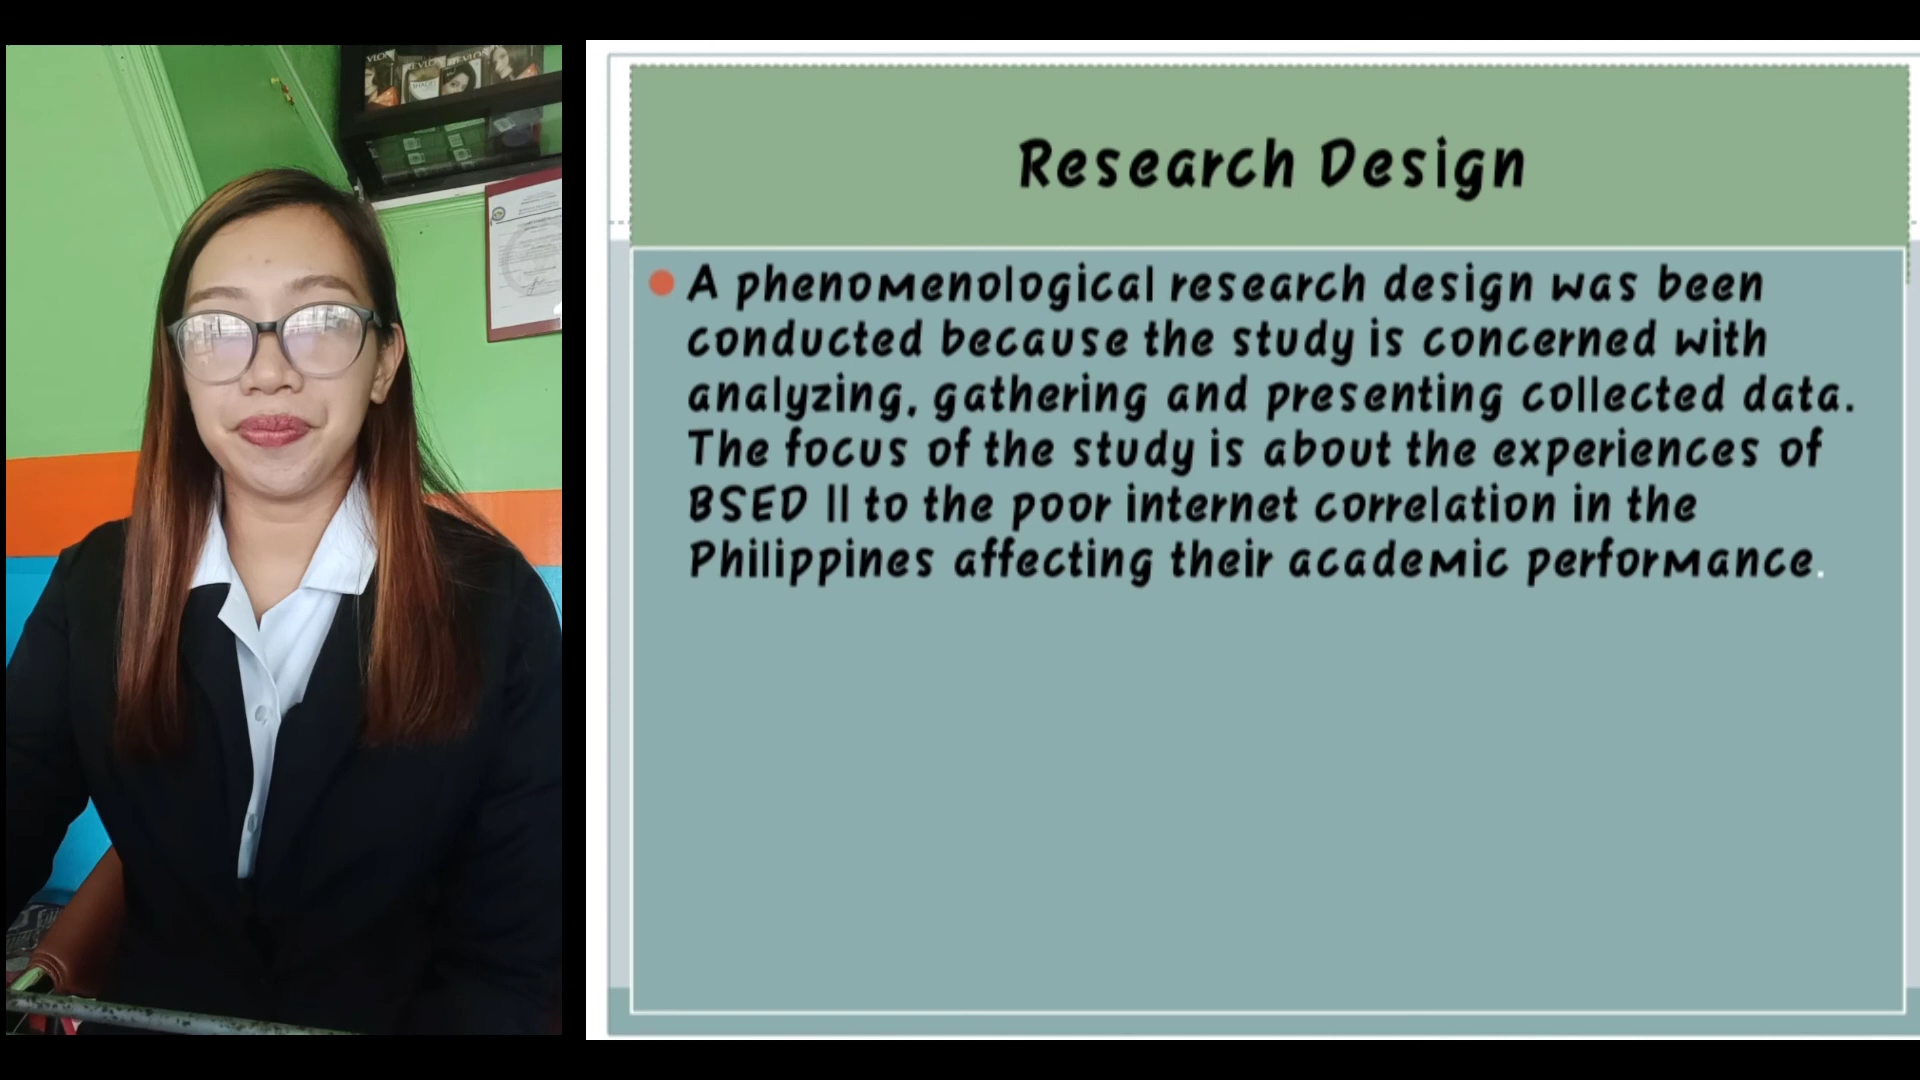 REVLON
Research Design
A phenomenological research design was been
conducted because the study is concerned with
analyzing, gathering and presenting collected data.
The focus of the study is about the experiences of
BSED II to the poor internet correlation in the
Philippines affecting their academic performance.